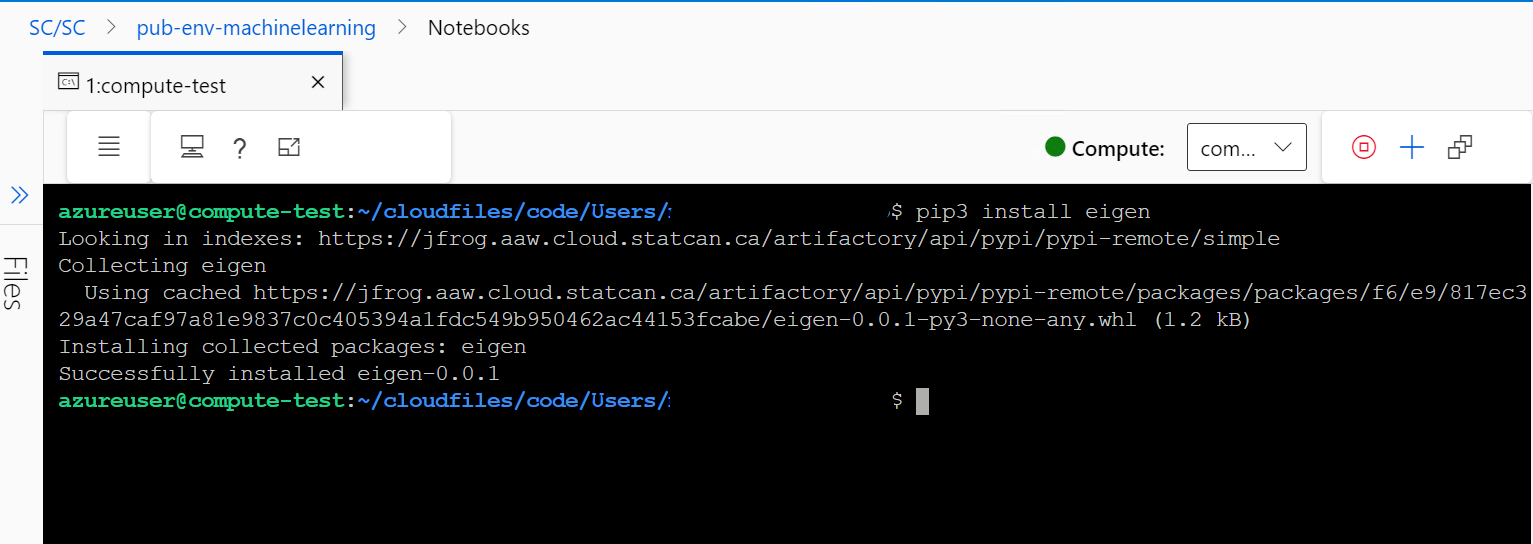 SC/SC > pub-env-machinelearning > Notebooks
1:compute-test ×
? Compute: com...
Files
azureuser@compute-test:~/cloudfiles/code/Users/ $ pip3 install eigen
Looking in indexes: https://jfrog.aaw.cloud.statcan.ca/artifactory/api/pypi/pypi-remote/simple
Collecting eigen
Using cached https://jfrog.aaw.cloud.statcan.ca/artifactory/api/pypi/pypi-remote/packages/packages/f6/e9/817ec3
29a47caf97a81e9837c0c405394a1fdc549b950462ac44153fcabe/eigen-0.0.1-py3-none-any.whl (1.2 kB)
Installing collected packages: eigen
Successfully installed eigen-0.0.1
azureuser@compute-test:~/cloudfiles/code/Users/ $